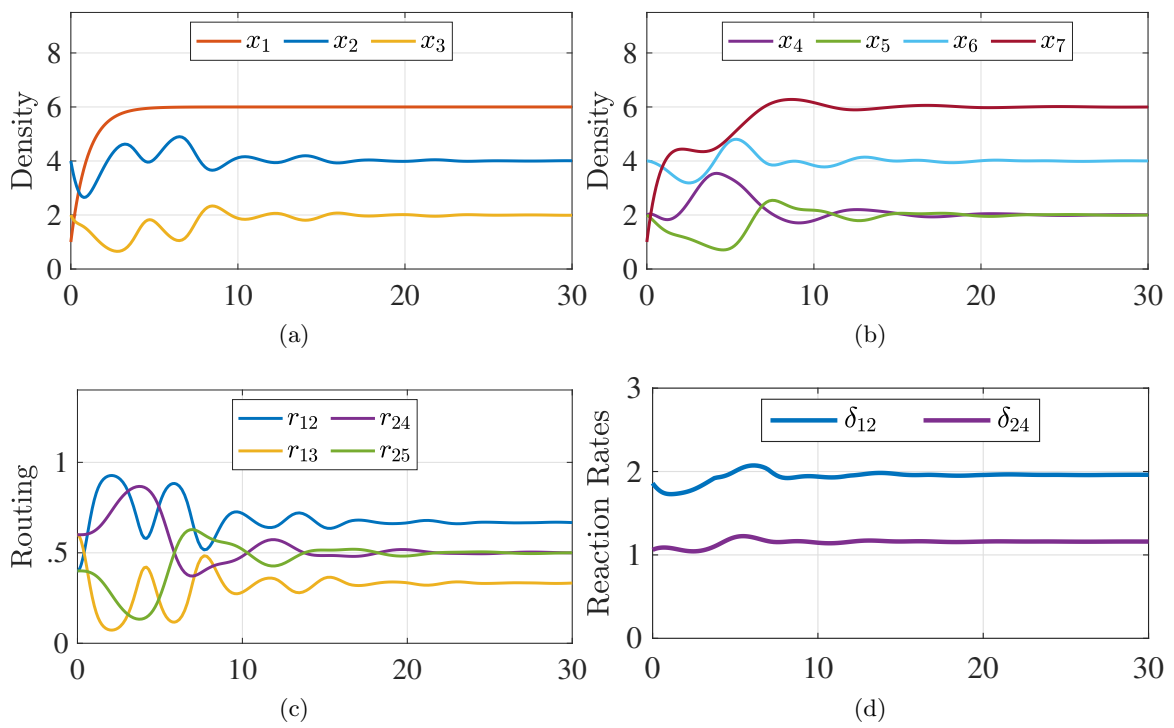 x₁ x₂ x₃
Density
8
6
4
2
0
0 10 20 30
(a)
x₄ x₅ x₆ x₇
Density
8
6
4
2
0
0 10 20 30
(b)
r₁₂ r₂₄
r₁₃ r₂₅
Routing
1
.5
0
0 10 20 30
(c)
δ₁₂ δ₂₄
Reaction Rates
3
2
1
0
0 10 20 30
(d)